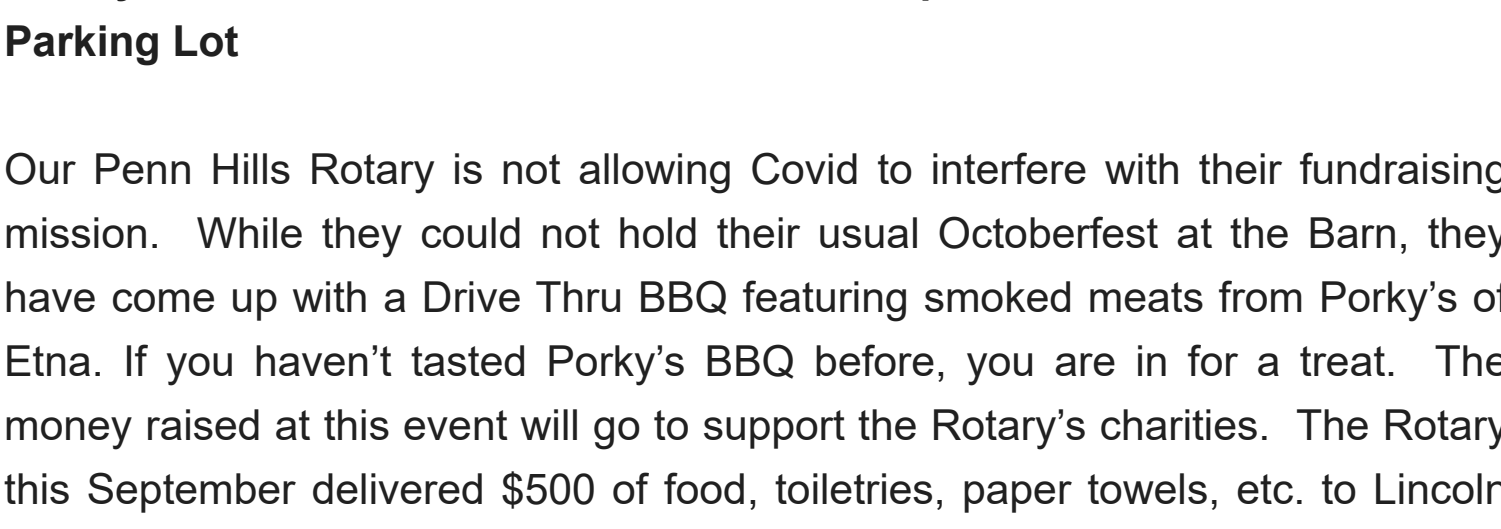 Parking Lot
Our Penn Hills Rotary is not allowing Covid to interfere with their fundraising
mission.  While they could not hold their usual Octoberfest at the Barn, they
have come up with a Drive Thru BBQ featuring smoked meats from Porky’s of
Etna. If you haven’t tasted Porky’s BBQ before, you are in for a treat.  The
money raised at this event will go to support the Rotary’s charities.  The Rotary
this September delivered $500 of food, toiletries, paper towels, etc. to Lincoln